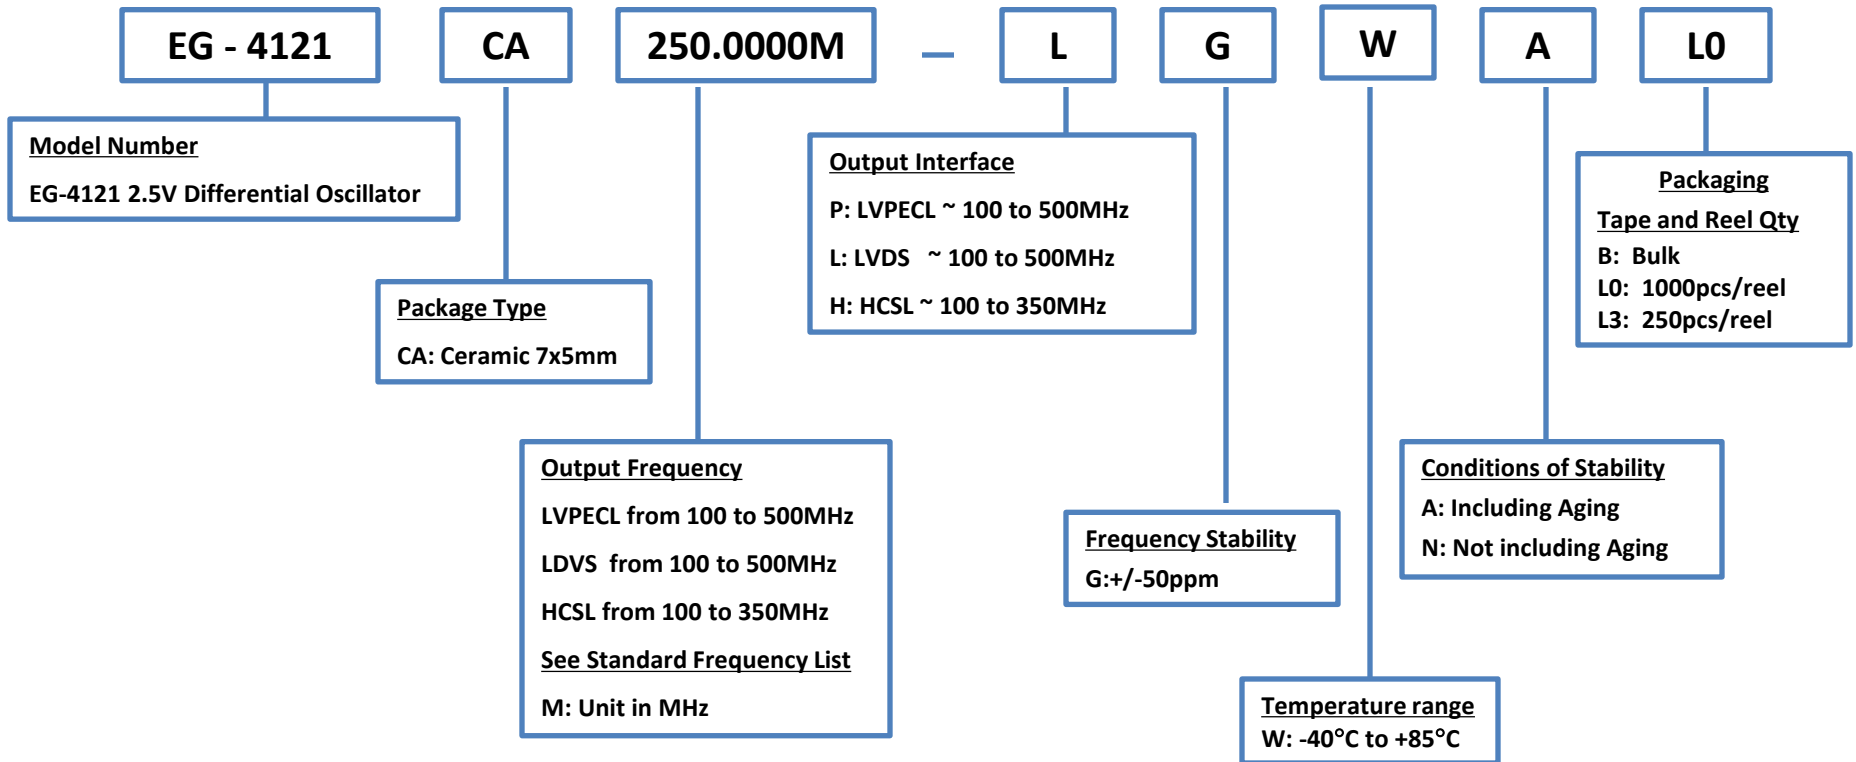 EG - 4121 CA 250.0000M – L G W A L0
Model Number
EG-4121 2.5V Differential Oscillator
Package Type
CA: Ceramic 7x5mm
Output Frequency
LVPECL from 100 to 500MHz
LDVS from 100 to 500MHz
HCSL from 100 to 350MHz
See Standard Frequency List
M: Unit in MHz
Output Interface
P: LVPECL ~ 100 to 500MHz
L: LVDS ~ 100 to 500MHz
H: HCSL ~ 100 to 350MHz
Frequency Stability
G:+/-50ppm
Temperature range
W: -40°C to +85°C
Conditions of Stability
A: Including Aging
N: Not including Aging
Packaging
Tape and Reel Qty
B: Bulk
L0: 1000pcs/reel
L3: 250pcs/reel